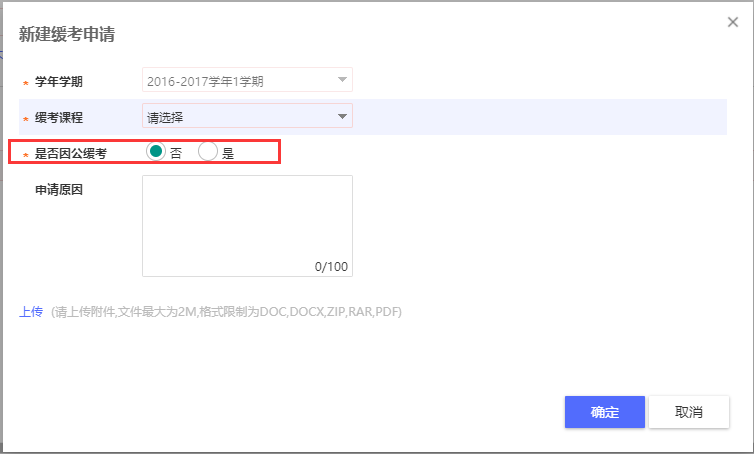 新建缓考申请
* 学年学期 2016-2017学年1学期
* 缓考课程 请选择
* 是否因公缓考 否 是
申请原因
0/100
上传 (请上传附件,文件最大为2M,格式限制为DOC,DOCX,ZIP,RAR,PDF)
确定 取消